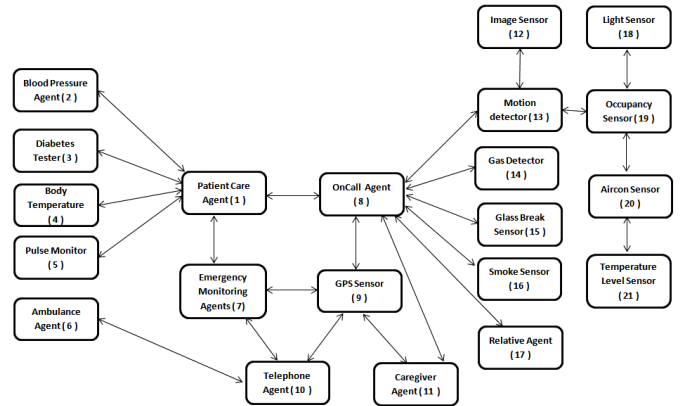 Image Sensor
(12 )
Light Sensor
(18 )
Blood Pressure
Agent ( 2 )
Motion
detector ( 13 )
Occupancy
Sensor ( 19 )
Diabetes
Tester ( 3 )
Gas Detector
( 14 )
Body
Temperature
( 4 )
Patient Care
Agent ( 1 )
OnCall Agent
( 8 )
Aircon Sensor
( 20 )
Glass Break
Sensor ( 15 )
Pulse Monitor
( 5 )
Emergency
Monitoring
Agents ( 7 )
GPS Sensor
( 9 )
Smoke Sensor
( 16 )
Temperature
Level Sensor
( 21 )
Ambulance
Agent ( 6 )
Relative Agent
( 17 )
Telephone
Agent ( 10 )
Caregiver
Agent ( 11 )